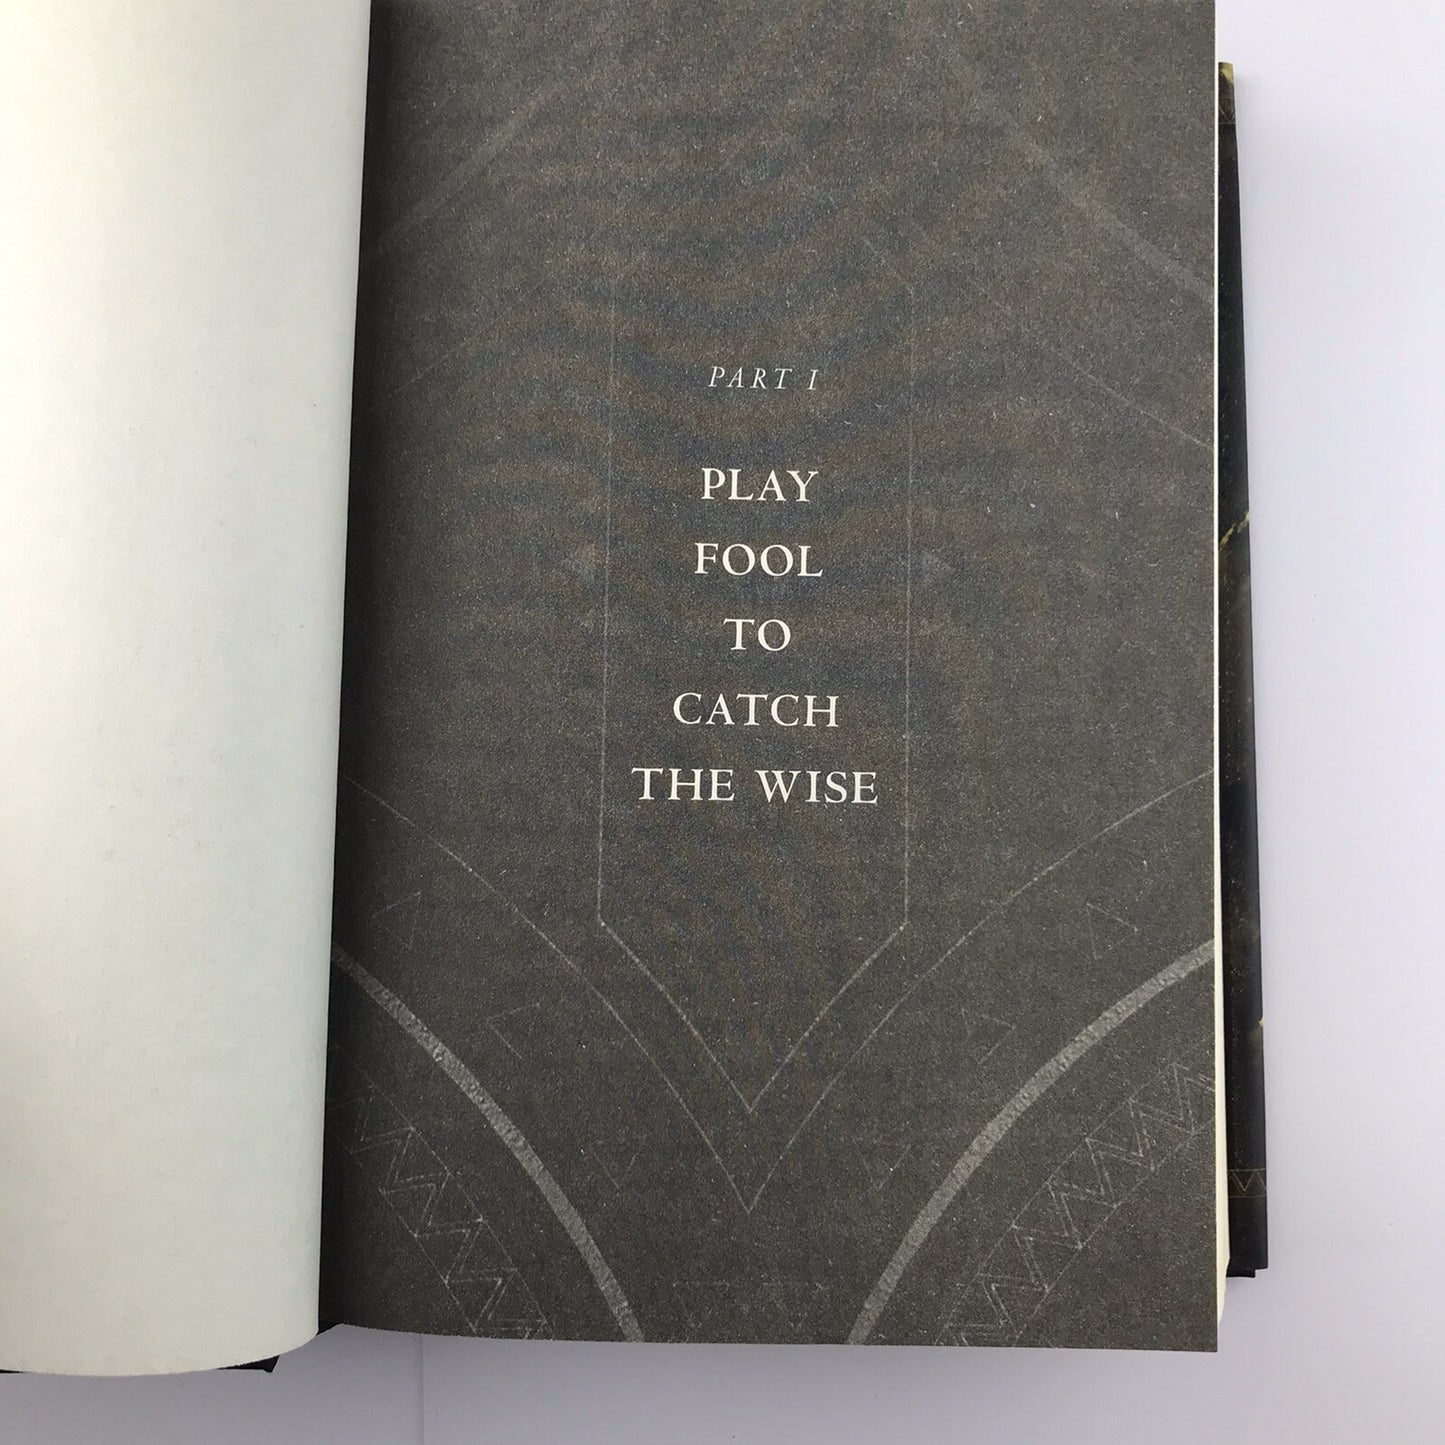 PART I
PLAY
FOOL
TO
CATCH
THE WISE